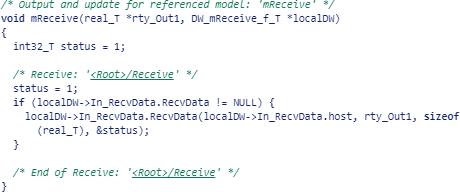 /* Output and update for referenced model: 'mReceive' */
void mReceive(real_T *rty_Out1, DW_mReceive_f_T *localDW)
{
  int32_T status = 1;

  /* Receive: '<Root>/Receive' */
  status = 1;
  if (localDW->In_RecvData.RecvData != NULL) {
    localDW->In_RecvData.RecvData(localDW->In_RecvData.host, rty_Out1, sizeof
      (real_T), &status);
  }

  /* End of Receive: '<Root>/Receive' */
}